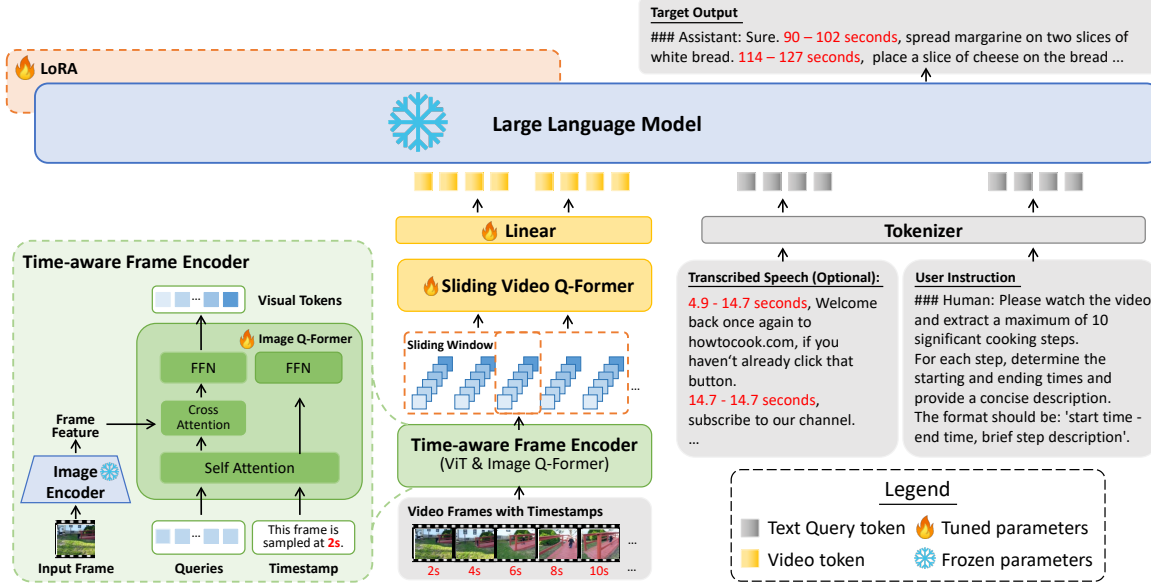 Target Output
### Assistant: Sure. 90 – 102 seconds, spread margarine on two slices of
white bread. 114 – 127 seconds, place a slice of cheese on the bread ...
LoRA
Large Language Model
Linear
Sliding Video Q-Former
Sliding Window
...
Time-aware Frame Encoder
(ViT & Image Q-Former)
Video Frames with Timestamps
...
2s 4s 6s 8s 10s ...
Time-aware Frame Encoder
... Visual Tokens
Image Q-Former
FFN FFN
Cross
Attention
Frame
Feature
Self Attention
Image
Encoder
...
This frame is
sampled at 2s.
Input Frame Queries Timestamp
Tokenizer
Transcribed Speech (Optional):
4.9 - 14.7 seconds, Welcome
back once again to
howtocook.com, if you
haven't already click that
button.
14.7 - 14.7 seconds,
subscribe to our channel.
...
User Instruction
### Human: Please watch the video
and extract a maximum of 10
significant cooking steps.
For each step, determine the
starting and ending times and
provide a concise description.
The format should be: 'start time -
end time, brief step description'.
Legend
Text Query token Tuned parameters
Video token Frozen parameters